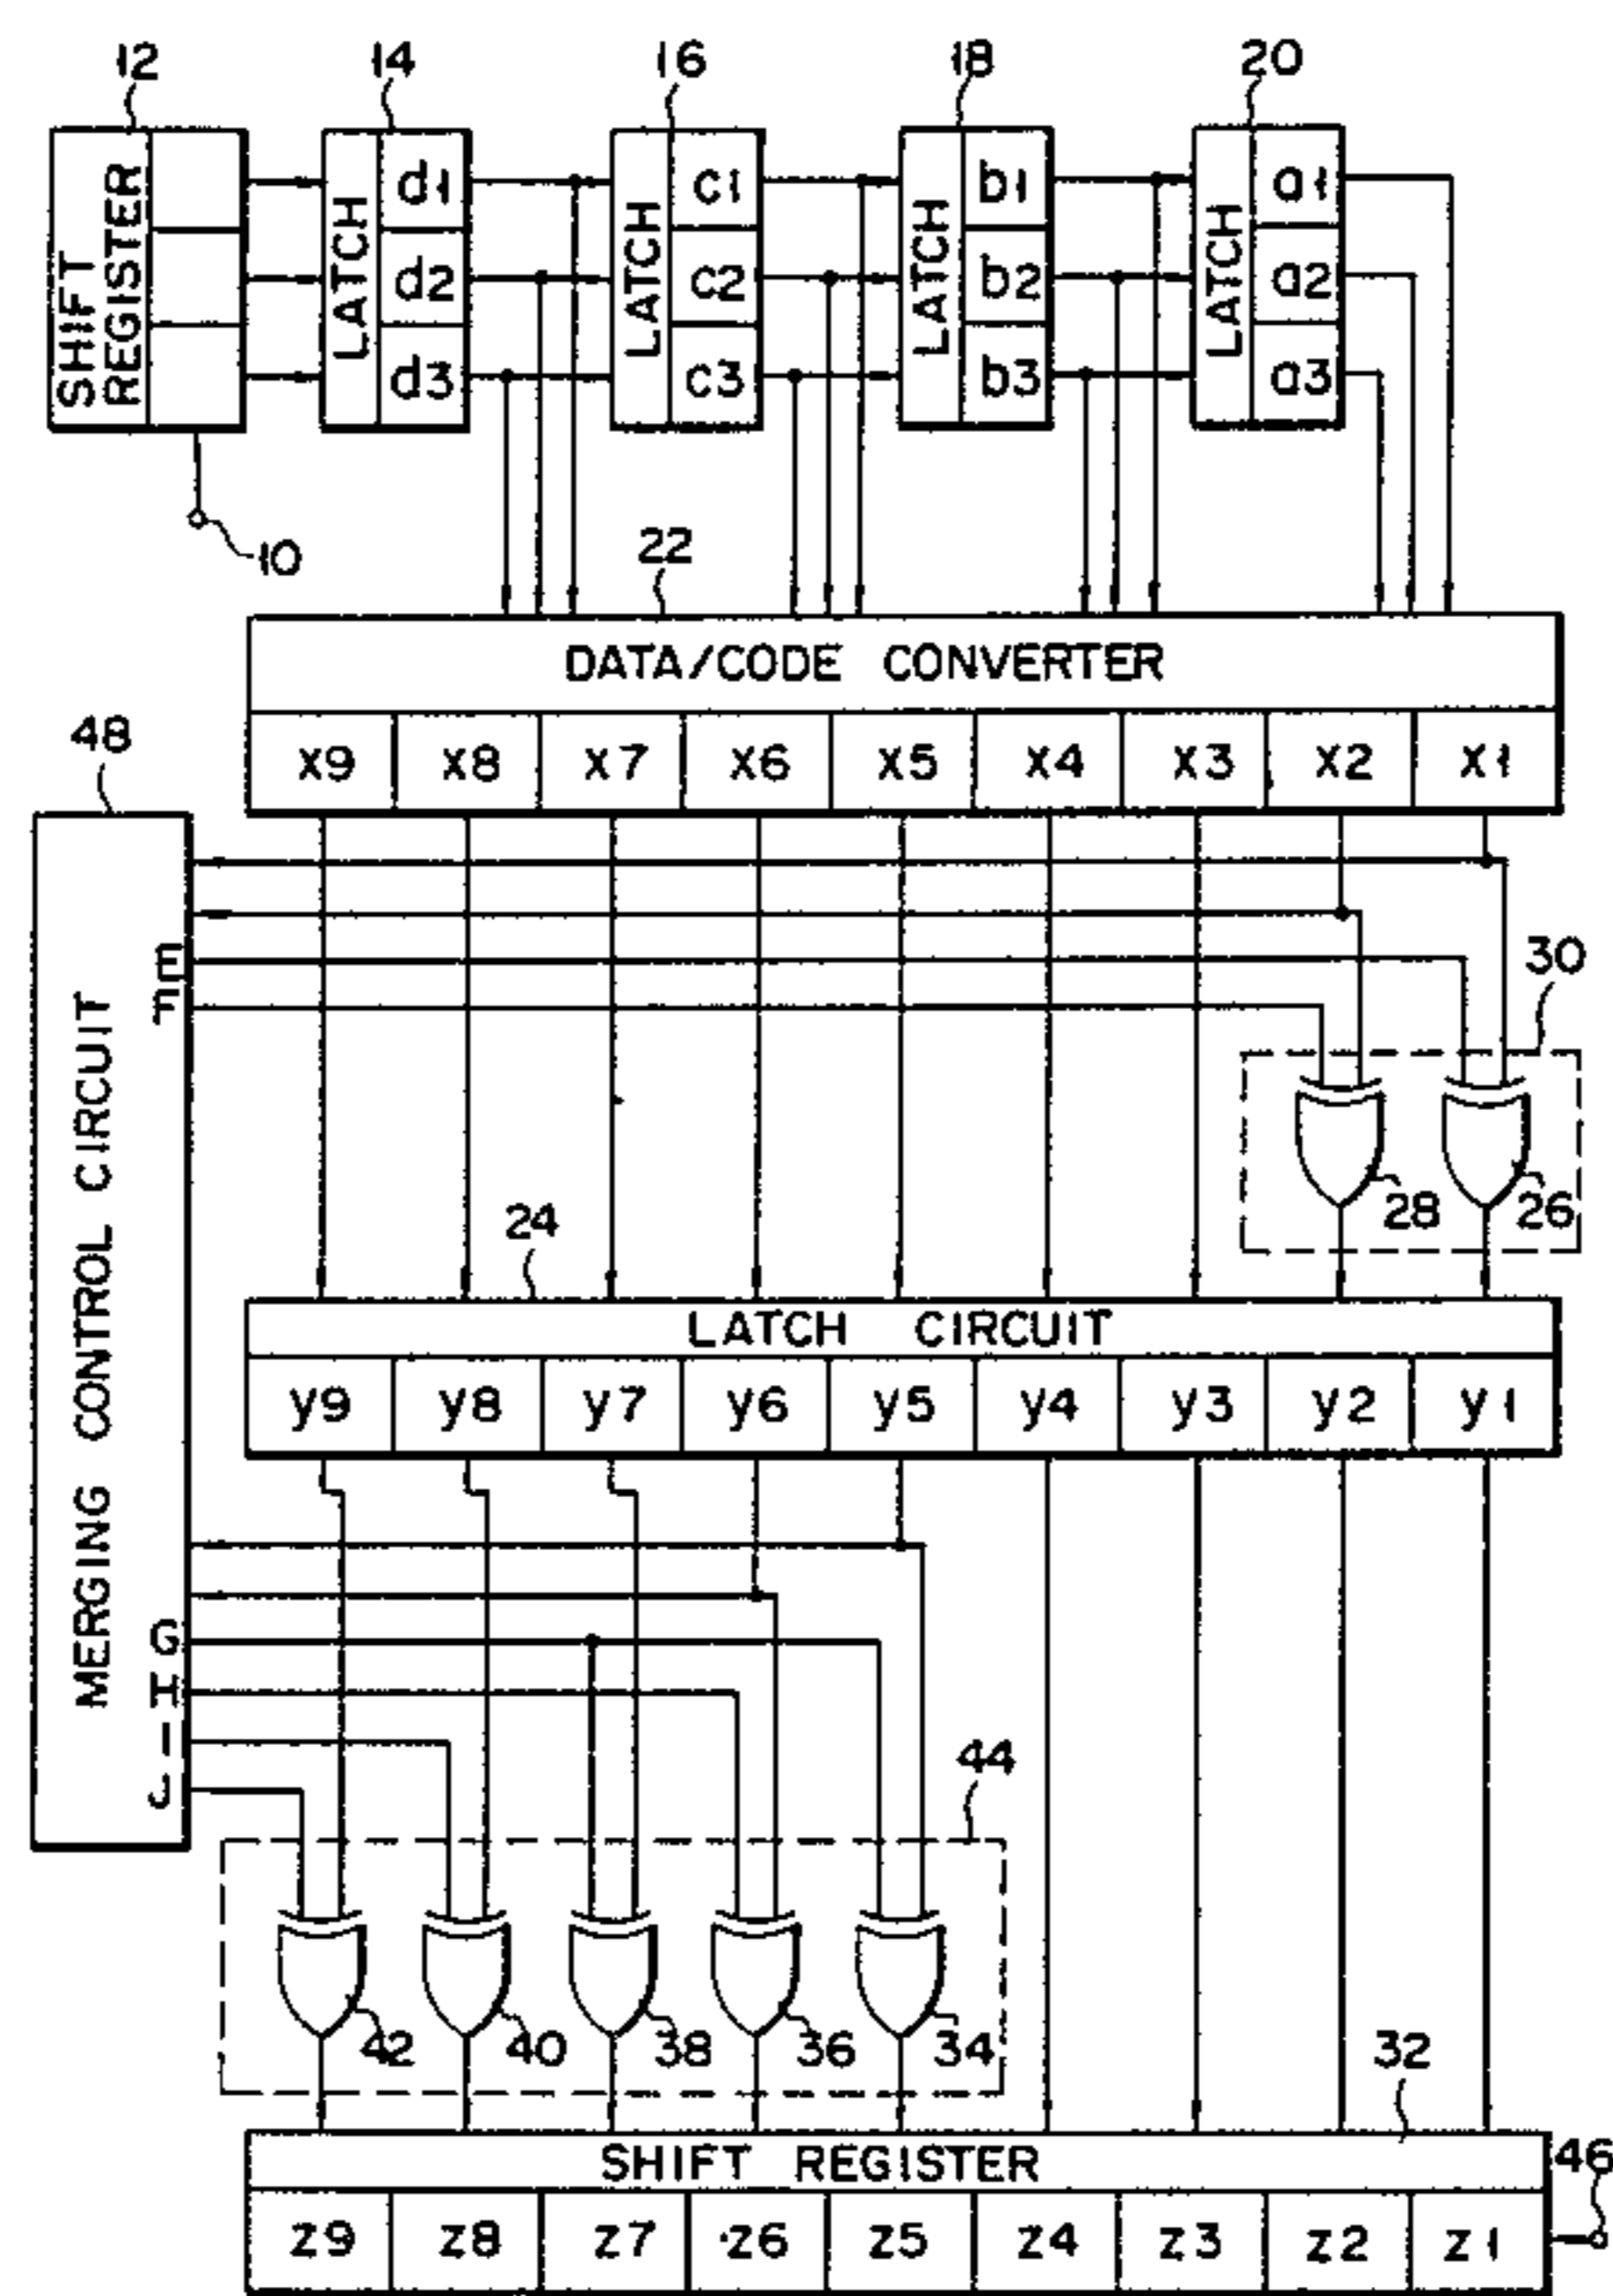 12 14 16 18 20
SHIFT REGISTER
LATCH d1 d2 d3
LATCH c1 c2 c3
LATCH b1 b2 b3
LATCH a1 a2 a3
10
22
DATA/CODE CONVERTER
x9 x8 x7 x6 x5 x4 x3 x2 x1
48
MERGING CONTROL CIRCUIT
E
F
30
28 26
24
LATCH CIRCUIT
y9 y8 y7 y6 y5 y4 y3 y2 y1
G
H
I
J
44
42 40 38 36 34
32
SHIFT REGISTER
46
z9 z8 z7 z6 z5 z4 z3 z2 z1